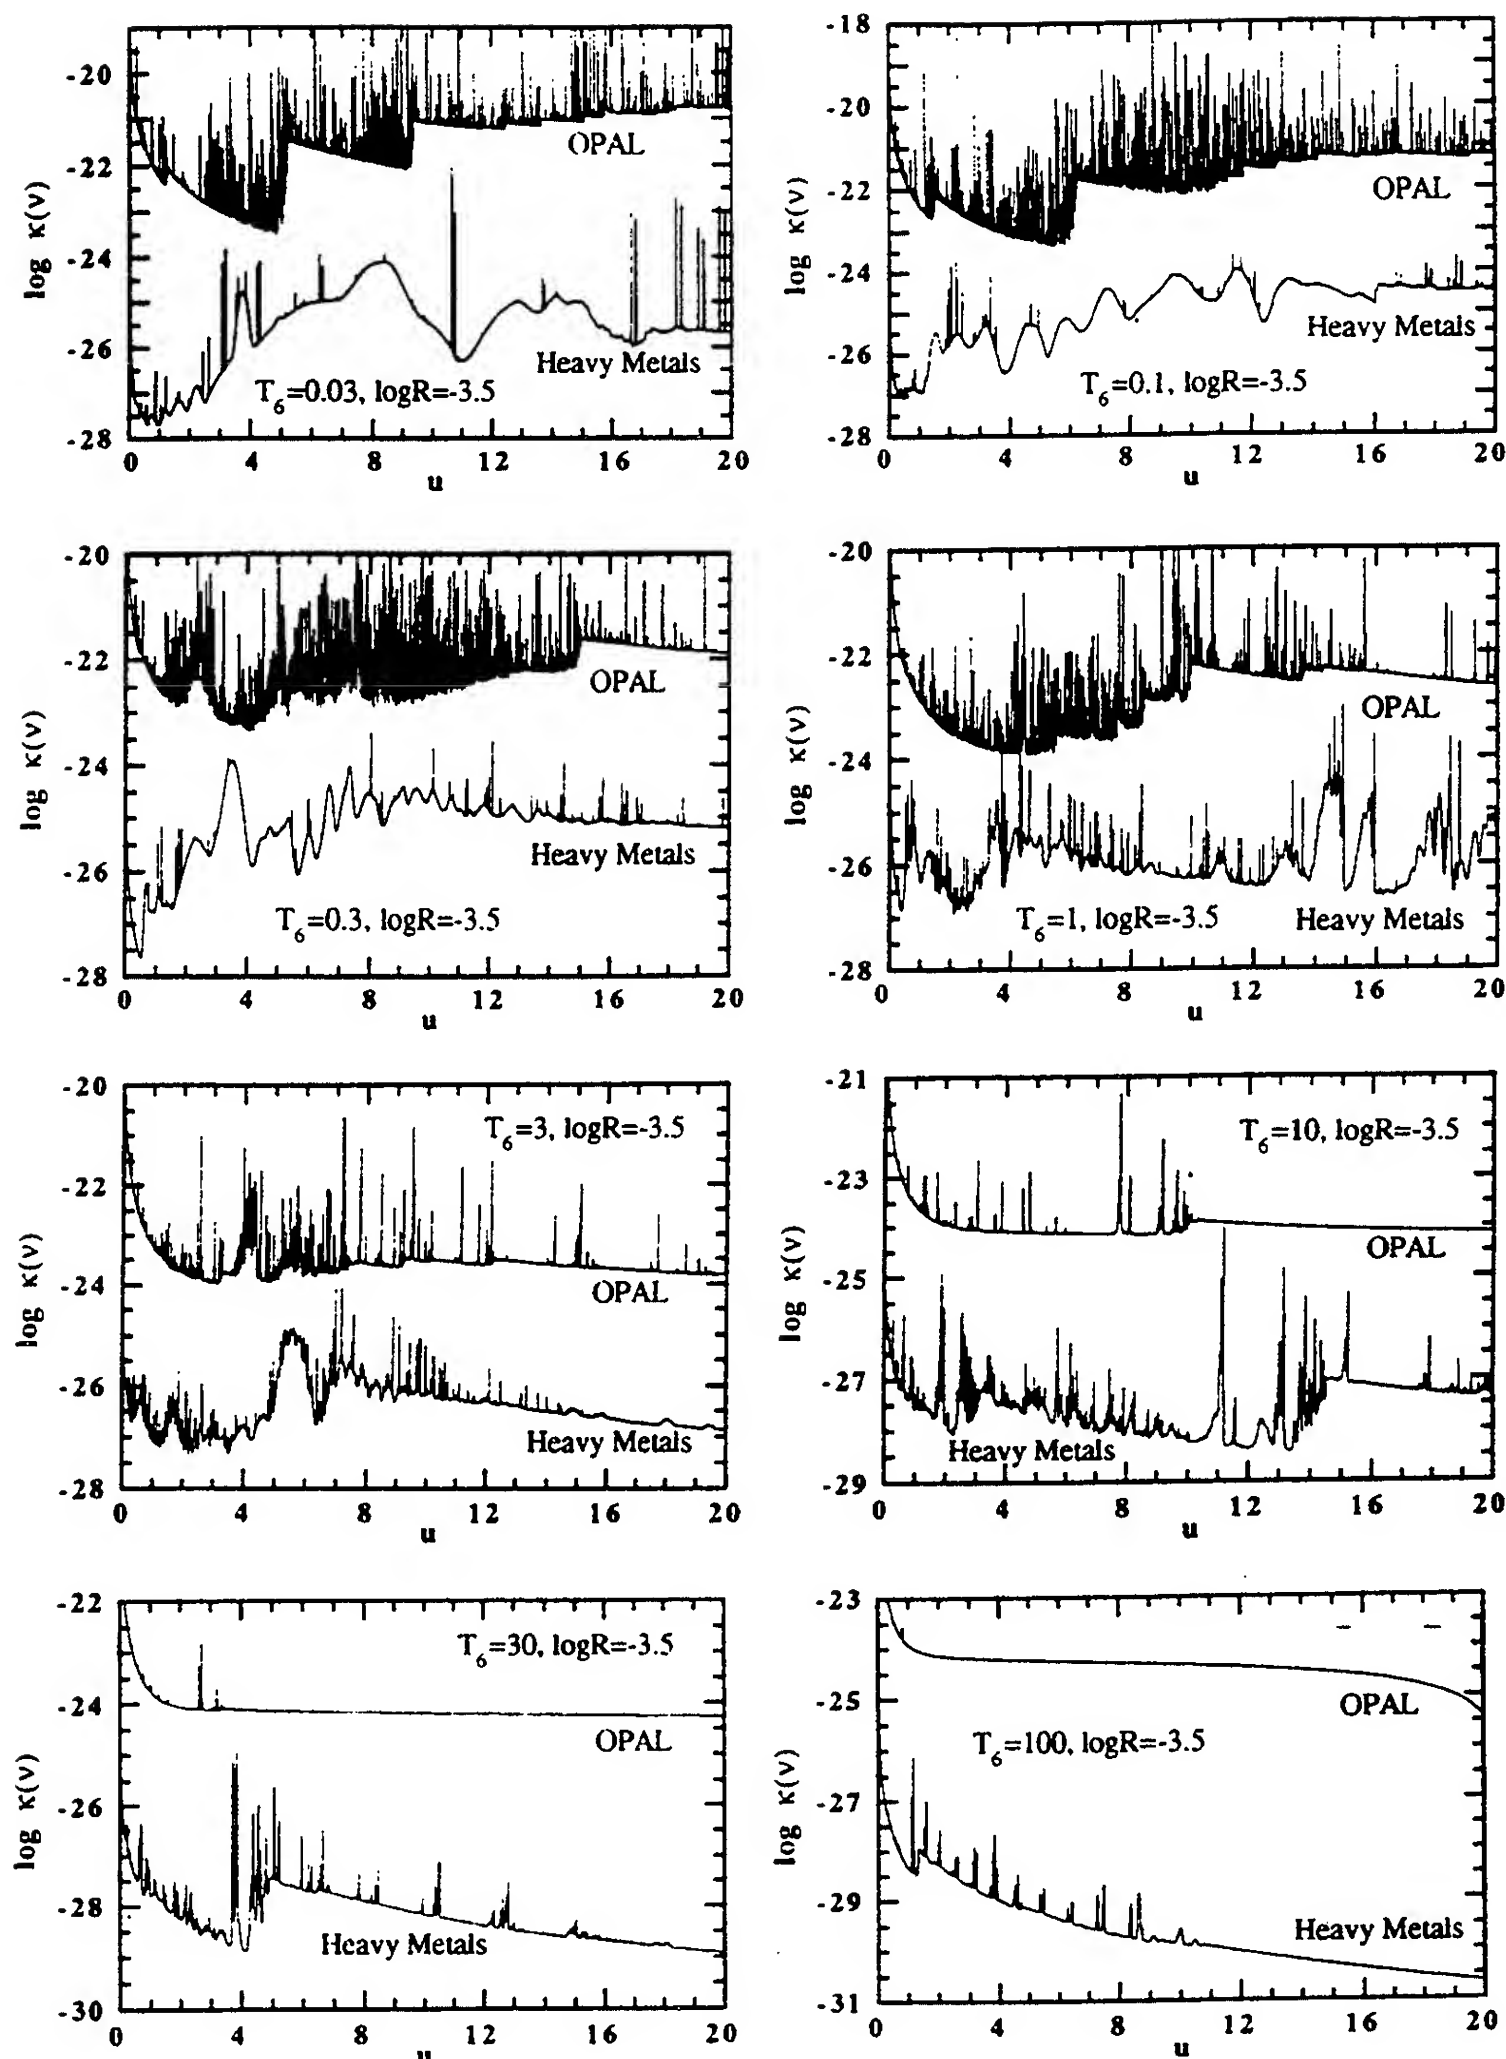 -20
-22
-24
-26
-28
log κ(ν)
OPAL
Heavy Metals
T6=0.03, logR=-3.5
0 4 8 12 16 20
u
-18
-20
-22
-24
-26
-28
log κ(ν)
OPAL
Heavy Metals
T6=0.1, logR=-3.5
0 4 8 12 16 20
u
-20
-22
-24
-26
-28
log κ(ν)
OPAL
Heavy Metals
T6=0.3, logR=-3.5
0 4 8 12 16 20
u
-20
-22
-24
-26
-28
log κ(ν)
OPAL
T6=1, logR=-3.5
Heavy Metals
0 4 8 12 16 20
u
-20
-22
-24
-26
-28
log κ(ν)
T6=3, logR=-3.5
OPAL
Heavy Metals
0 4 8 12 16 20
u
-21
-23
-25
-27
-29
log κ(ν)
T6=10, logR=-3.5
OPAL
Heavy Metals
0 4 8 12 16 20
u
-22
-24
-26
-28
-30
log κ(ν)
T6=30, logR=-3.5
OPAL
Heavy Metals
0 4 8 12 16 20
u
-23
-25
-27
-29
-31
log κ(ν)
OPAL
T6=100, logR=-3.5
Heavy Metals
0 4 8 12 16 20
u